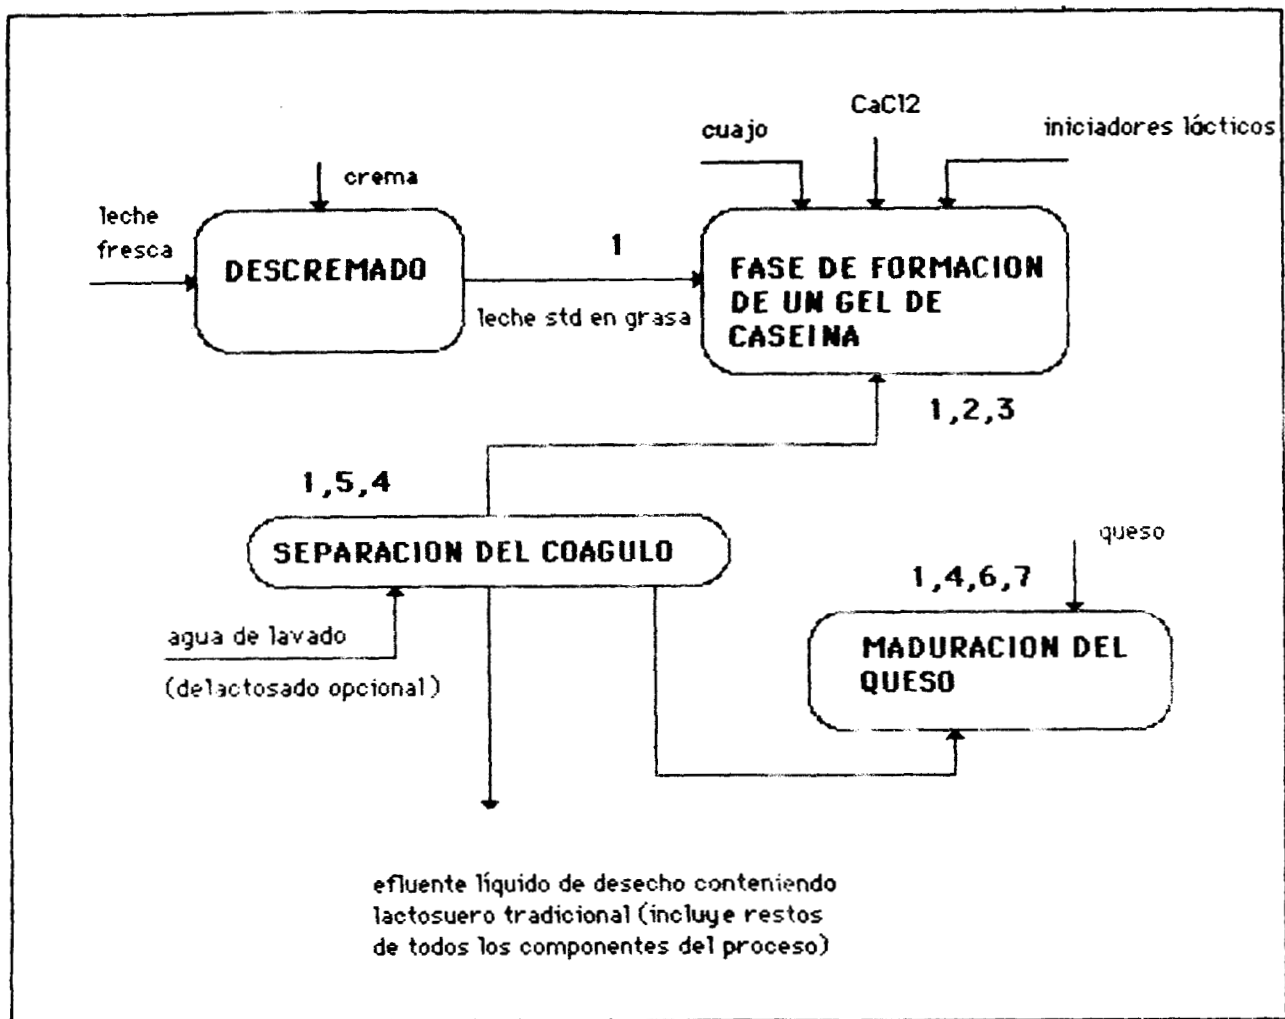 CaCl2
cuajo
iniciadores lácticos
crema
leche
fresca
DESCREMADO
1
leche std en grasa
FASE DE FORMACION
DE UN GEL DE
CASEINA
1,2,3
1,5,4
SEPARACION DEL COAGULO
queso
1,4,6,7
agua de lavado
(delactosado opcional)
MADURACION DEL
QUESO
efluente líquido de desecho conteniendo
lactosuero tradicional (incluye restos
de todos los componentes del proceso)